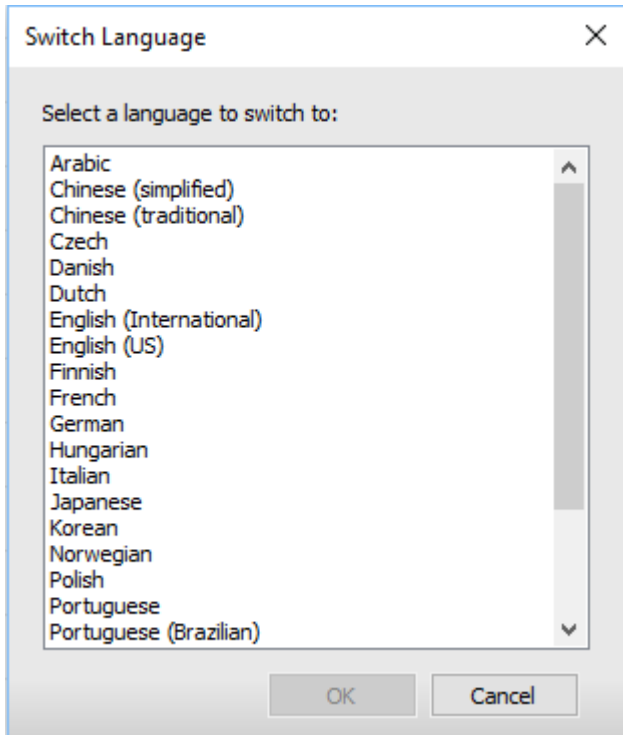 Switch Language
Select a language to switch to:
Arabic
Chinese (simplified)
Chinese (traditional)
Czech
Danish
Dutch
English (International)
English (US)
Finnish
French
German
Hungarian
Italian
Japanese
Korean
Norwegian
Polish
Portuguese
Portuguese (Brazilian)
OK
Cancel